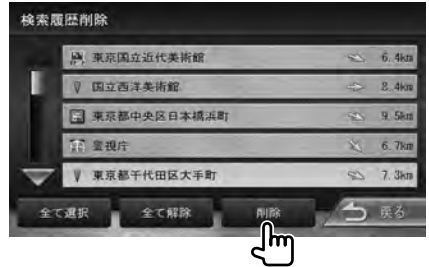 検索履歴削除
東京国立近代美術館 6.4km
国立西洋美術館 8.4km
東京都中央区日本橋浜町 9.5km
警視庁 6.7km
東京都千代田区大手町 7.3km
全て選択 全て解除 削除 戻る